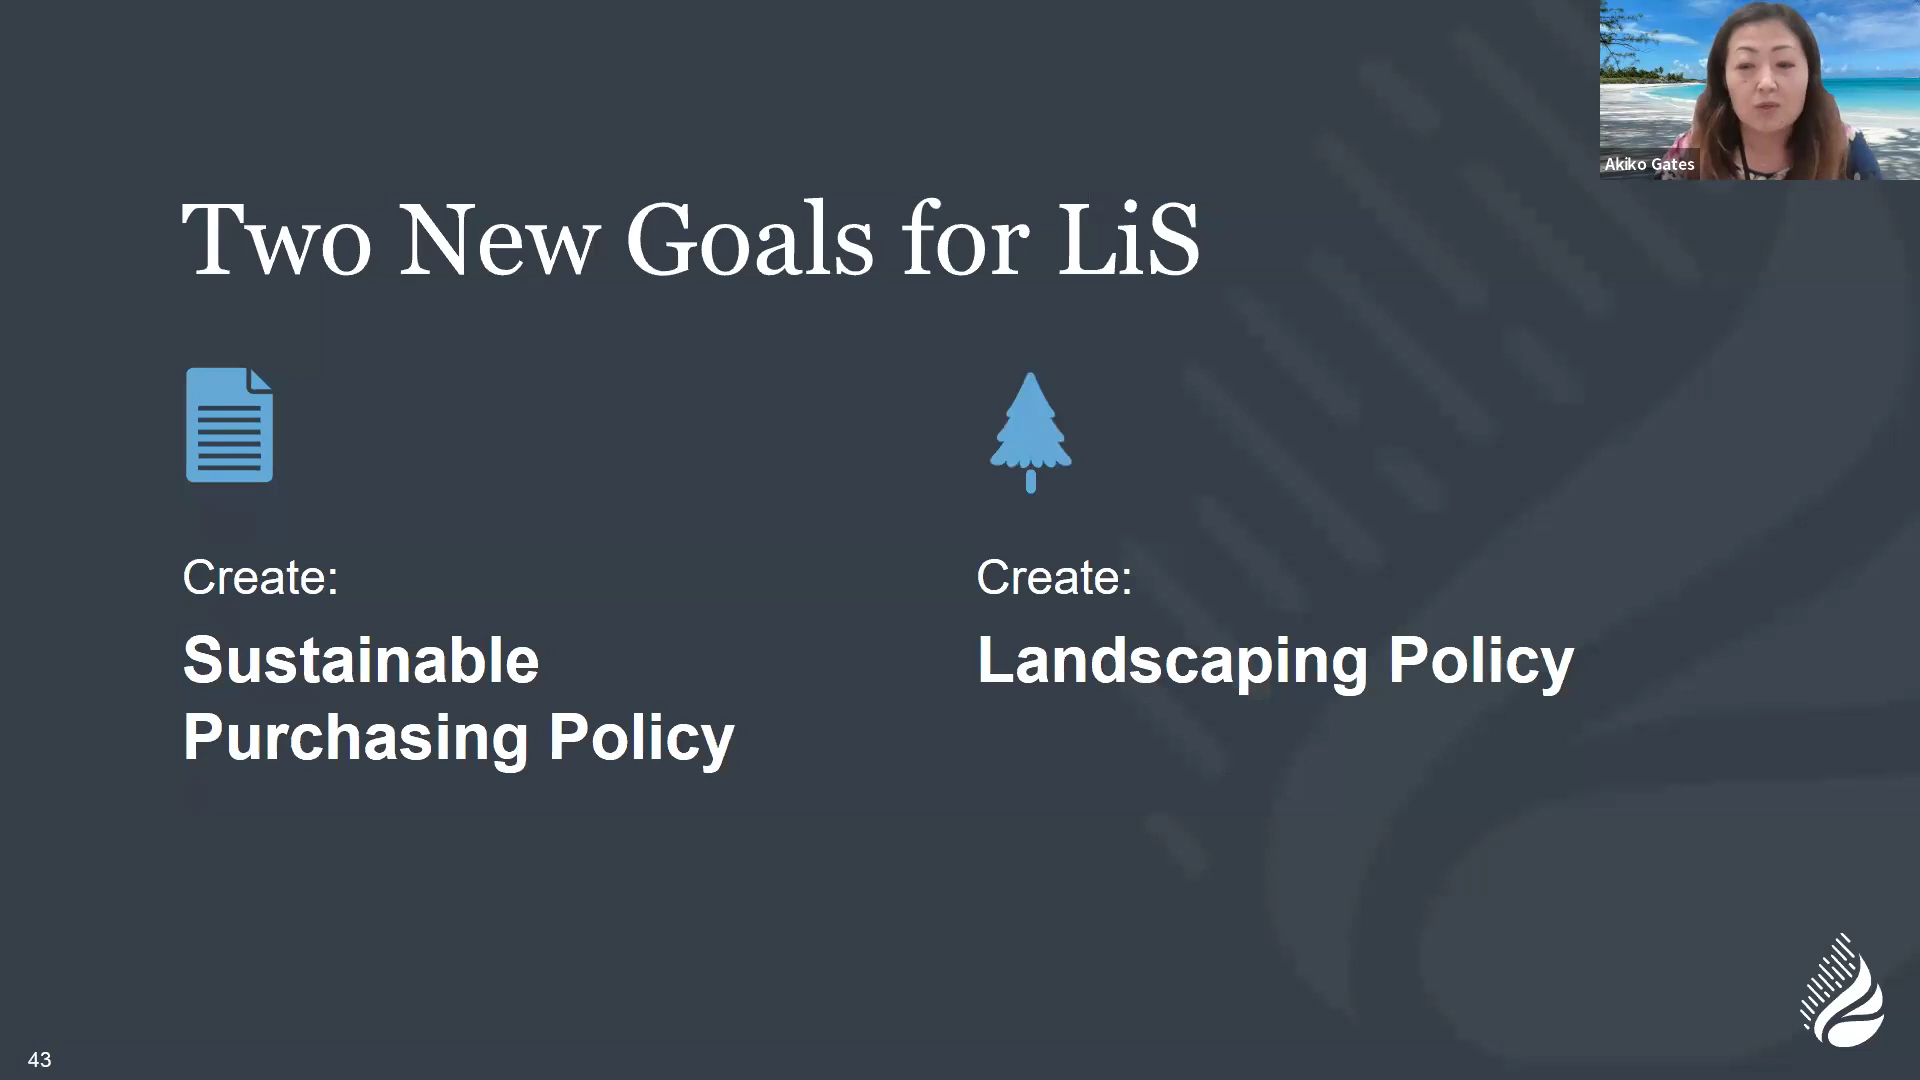 Akiko Gates
Two New Goals for LiS
Create:
Sustainable
Purchasing Policy
Create:
Landscaping Policy
43